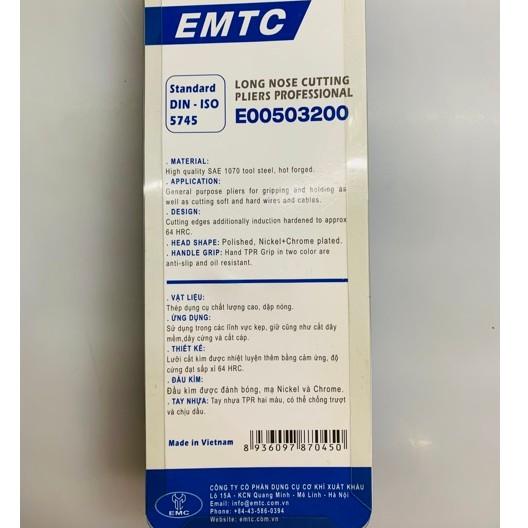 EMTC
Standard
DIN - ISO
5745
LONG NOSE CUTTING
PLIERS PROFESSIONAL
E00503200
. MATERIAL:
High quality SAE 1070 tool steel, hot forged.
. APPLICATION:
General purpose pliers for gripping and holding as
well as cutting soft and hard wires and cables.
. DESIGN:
Cutting edges additionally induction hardened to approx
64 HRC.
. HEAD SHAPE: Polished, Nickel+Chrome plated.
. HANDLE GRIP: Hand TPR Grip in two color are
anti-slip and oil resistant.
. VẬT LIỆU:
Thép dụng cụ chất lượng cao, dập nóng.
. ỨNG DỤNG:
Sử dụng trong các lĩnh vực kẹp, giữ cũng như cắt dây
mềm,dây cứng và cắt cáp.
. THIẾT KẾ:
Lưỡi cắt kìm được nhiệt luyện thêm bằng cảm ứng, độ
cứng đạt sấp xỉ 64 HRC.
. ĐẦU KÌM:
Đầu kìm được đánh bóng, mạ Nickel và Chrome.
. TAY NHỰA: Tay nhựa TPR hai màu, có thể chống trượt
và chịu dầu.
Made in Vietnam
8 936097 870450
EMC
CÔNG TY CỔ PHẦN DỤNG CỤ CƠ KHÍ XUẤT KHẨU
Lô 15A - KCN Quang Minh - Mê Linh - Hà Nội
Email: info@emtc.com.vn
Phone: +84-43-586-0394
Website: emtc.com.vn